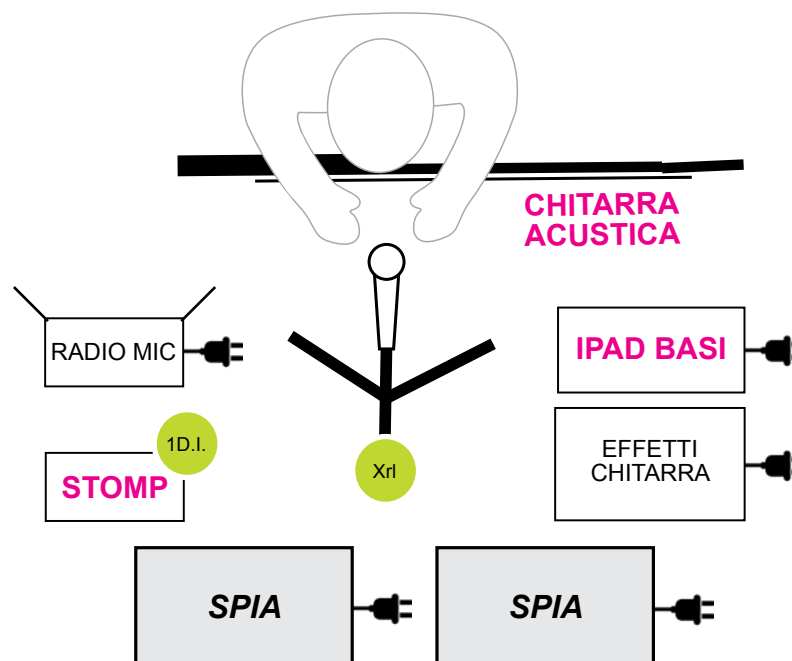 CHITARRA
ACUSTICA
RADIO MIC
IPAD BASI
1D.I.
STOMP
Xrl
EFFETTI
CHITARRA
SPIA
SPIA